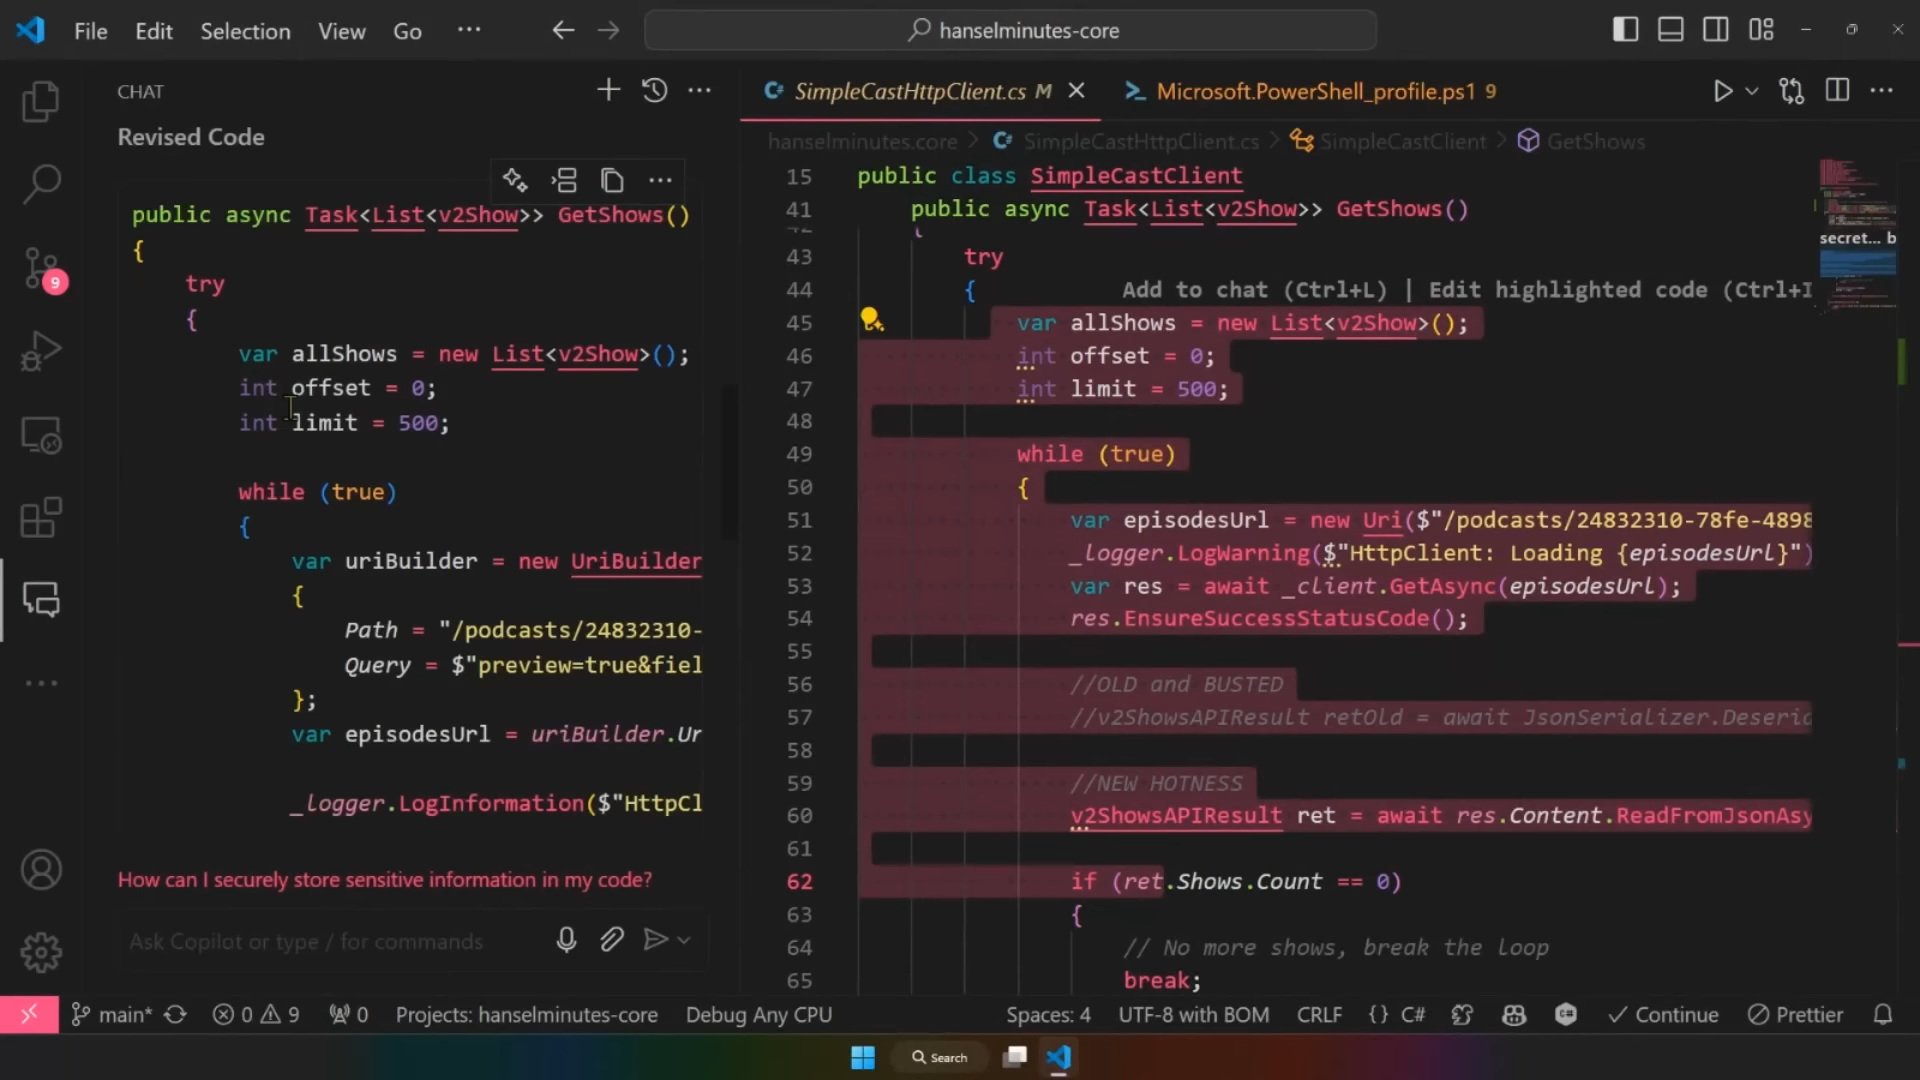 File Edit Selection View Go ··· hanselminutes-core
CHAT
Revised Code
public async Task<List<v2Show>> GetShows()
{
try
{
var allShows = new List<v2Show>();
int offset = 0;
int limit = 500;
while (true)
{
var uriBuilder = new UriBuilder
{
Path = "/podcasts/24832310-
Query = $"preview=true&fiel
};
var episodesUrl = uriBuilder.Ur
_logger.LogInformation($"HttpCl
How can I securely store sensitive information in my code?
Ask Copilot or type / for commands
9
SimpleCastHttpClient.cs M
Microsoft.PowerShell_profile.ps1 9
hanselminutes.core > SimpleCastHttpClient.cs > SimpleCastClient > GetShows
15 public class SimpleCastClient
41 public async Task<List<v2Show>> GetShows()
43 try
44 { Add to chat (Ctrl+L) | Edit highlighted code (Ctrl+I
45 var allShows = new List<v2Show>();
46 int offset = 0;
47 int limit = 500;
48
49 while (true)
50 {
51 var episodesUrl = new Uri($"/podcasts/24832310-78fe-4898
52 _logger.LogWarning($"HttpClient: Loading {episodesUrl}")
53 var res = await _client.GetAsync(episodesUrl);
54 res.EnsureSuccessStatusCode();
55
56 //OLD and BUSTED
57 //v2ShowsAPIResult retOld = await JsonSerializer.Deseria
58
59 //NEW HOTNESS
60 v2ShowsAPIResult ret = await res.Content.ReadFromJsonAsy
61
62 if (ret.Shows.Count == 0)
63 {
64 // No more shows, break the loop
65 break;
secret... b
main* 0 9 0 Projects: hanselminutes-core Debug Any CPU Spaces: 4 UTF-8 with BOM CRLF {} C# Continue Prettier
Search